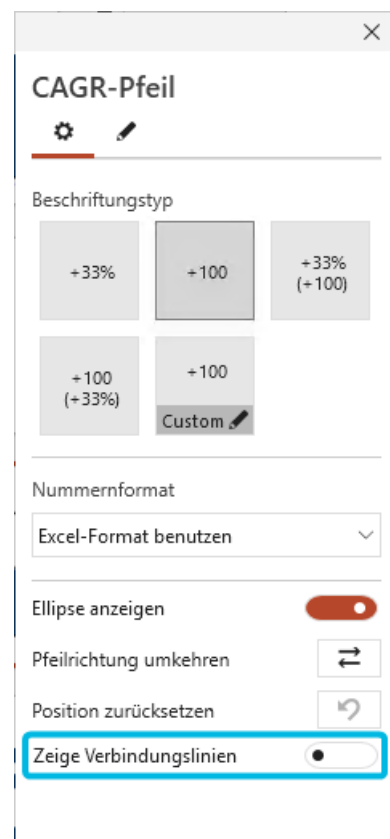 CAGR-Pfeil
Beschriftungstyp
+33%
+100
+33%
(+100)
+100
(+33%)
+100
Custom
Nummernformat
Excel-Format benutzen
Ellipse anzeigen
Pfeilrichtung umkehren
Position zurücksetzen
Zeige Verbindungslinien